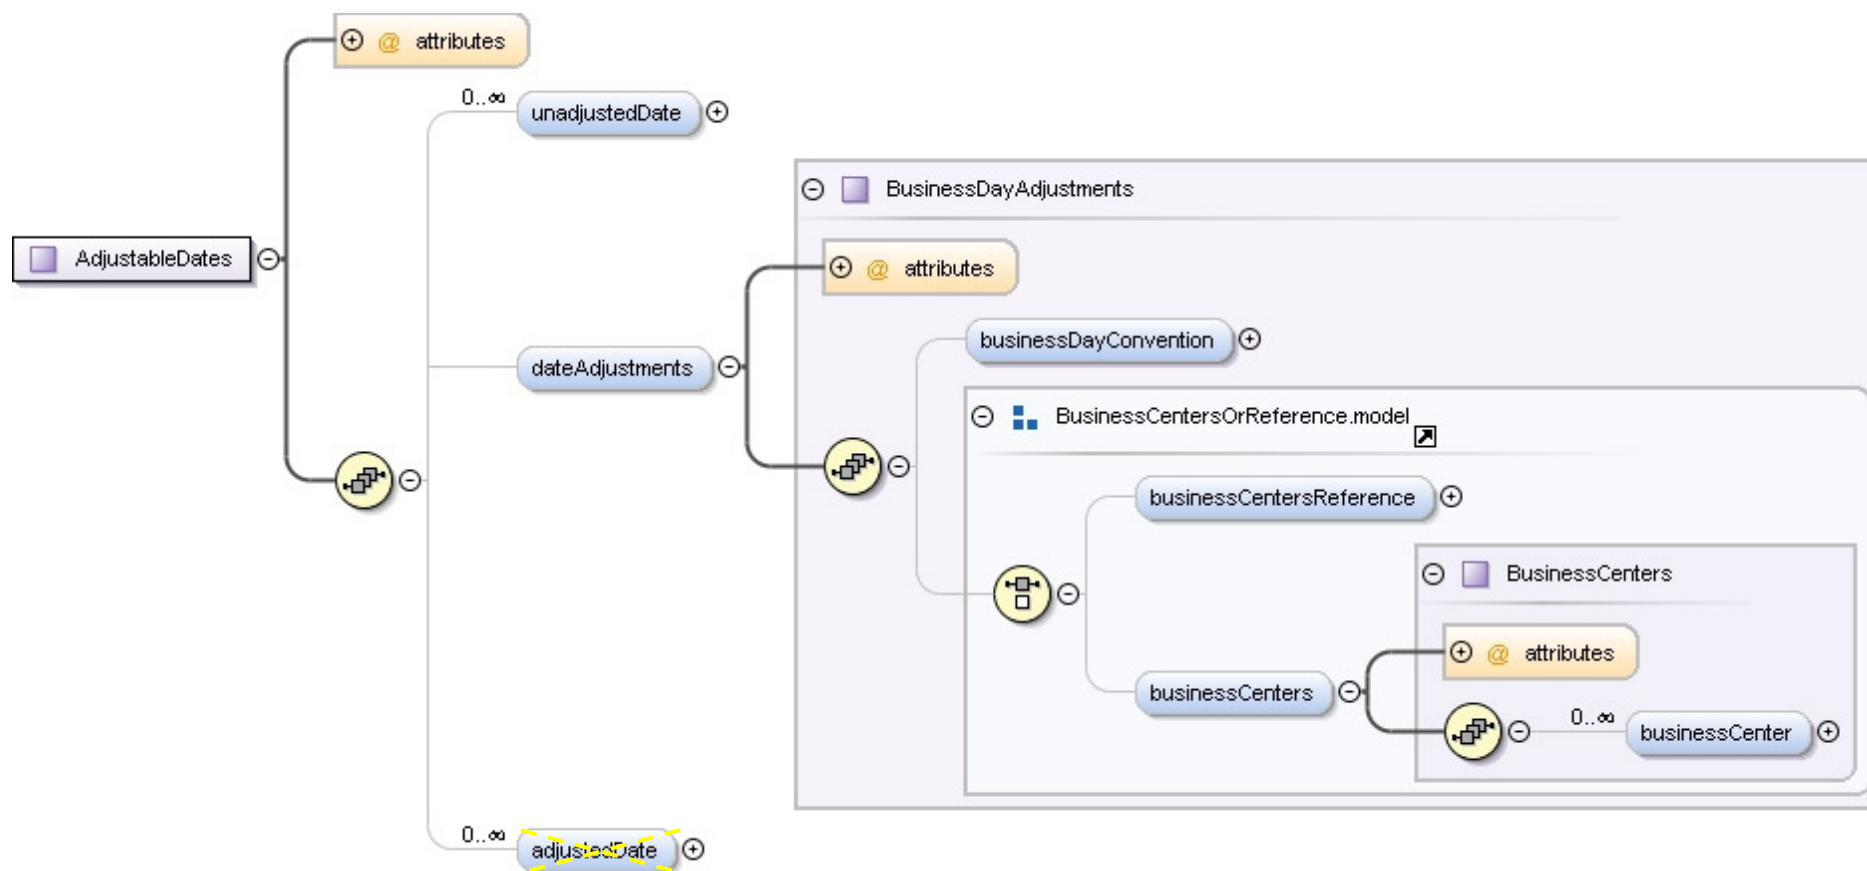 @ attributes
0..∞
unadjustedDate
BusinessDayAdjustments
AdjustableDates
@ attributes
businessDayConvention
dateAdjustments
BusinessCentersOrReference.model
businessCentersReference
BusinessCenters
@ attributes
businessCenters
0..∞
businessCenter
0..∞
adjustedDate